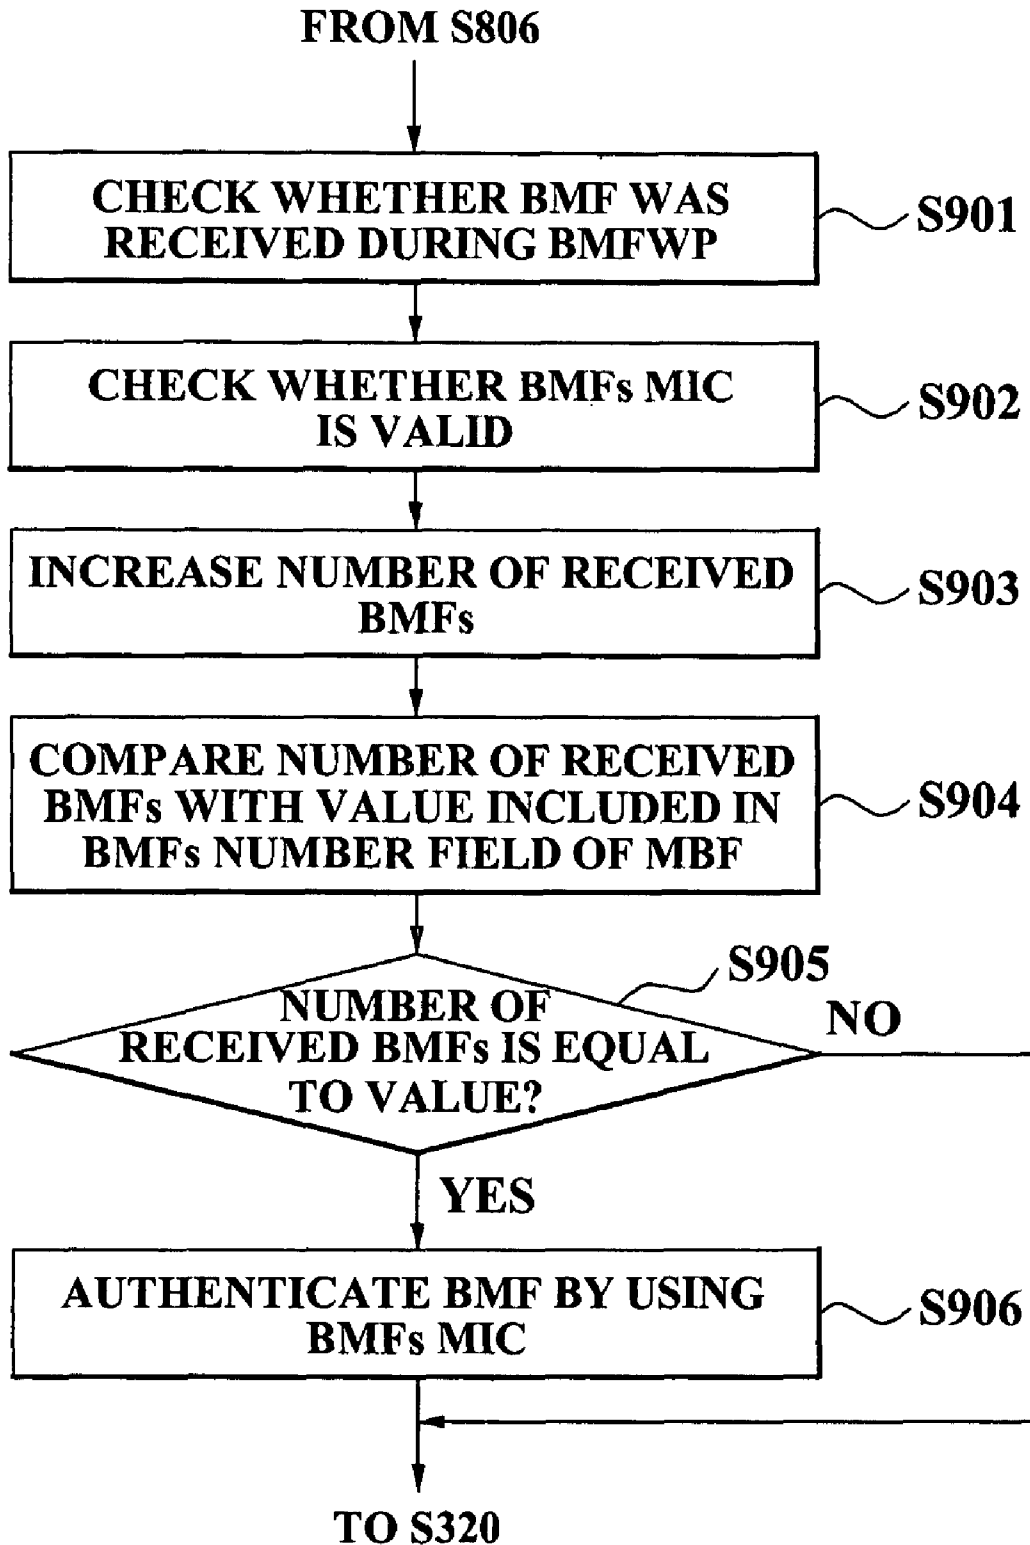 FROM S806
CHECK WHETHER BMF WAS
RECEIVED DURING BMFWP
S901
CHECK WHETHER BMFs MIC
IS VALID
S902
INCREASE NUMBER OF RECEIVED
BMFs
S903
COMPARE NUMBER OF RECEIVED
BMFs WITH VALUE INCLUDED IN
BMFs NUMBER FIELD OF MBF
S904
S905
NUMBER OF
RECEIVED BMFs IS EQUAL
TO VALUE?
NO
YES
AUTHENTICATE BMF BY USING
BMFs MIC
S906
TO S320